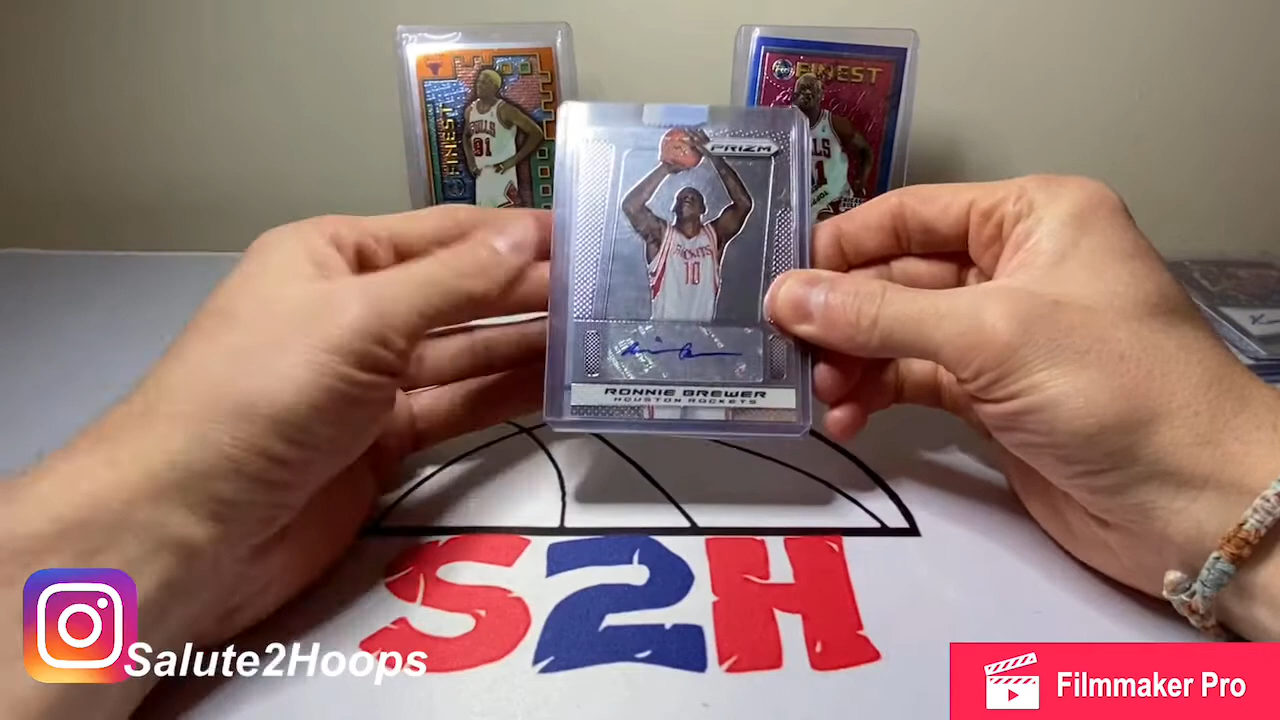 FINEST
BULLS
91
FINEST
PRIZM
ROCKETS
10
RONNIE BREWER
HOUSTON ROCKETS
S2H
Salute2Hoops
Filmmaker Pro